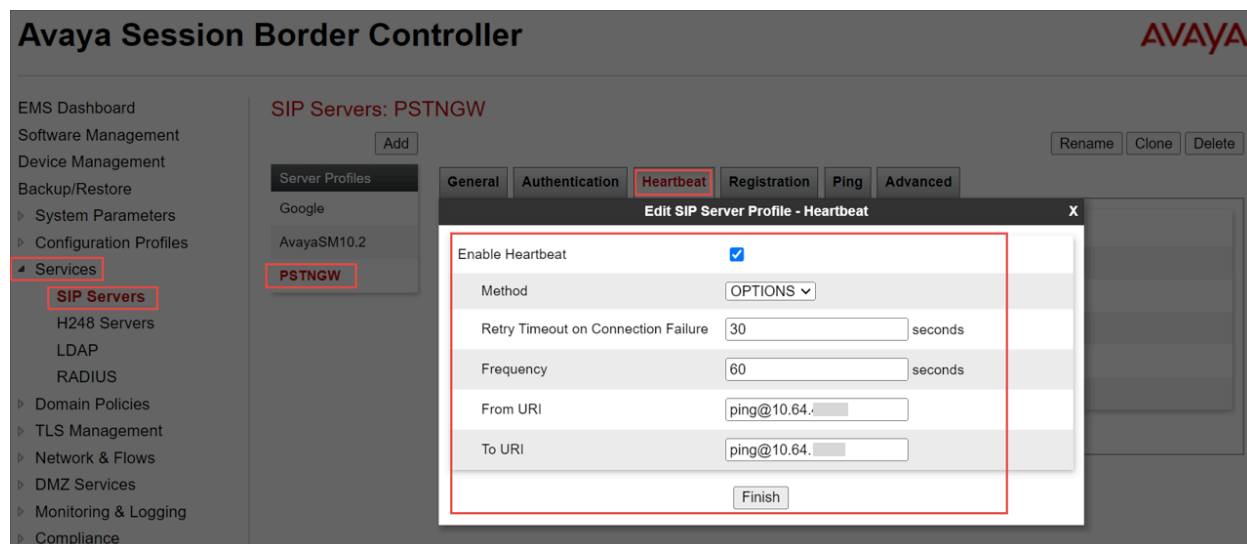 Avaya Session Border Controller
AVAYA
EMS Dashboard
Software Management
Device Management
Backup/Restore
System Parameters
Configuration Profiles
Services
SIP Servers
H248 Servers
LDAP
RADIUS
Domain Policies
TLS Management
Network & Flows
DMZ Services
Monitoring & Logging
Compliance
SIP Servers: PSTNGW
Add
Rename Clone Delete
Server Profiles
Google
AvayaSM10.2
PSTNGW
General Authentication Heartbeat Registration Ping Advanced
Edit SIP Server Profile - Heartbeat X
Enable Heartbeat
Method OPTIONS
Retry Timeout on Connection Failure 30 seconds
Frequency 60 seconds
From URI ping@10.64.
To URI ping@10.64.
Finish